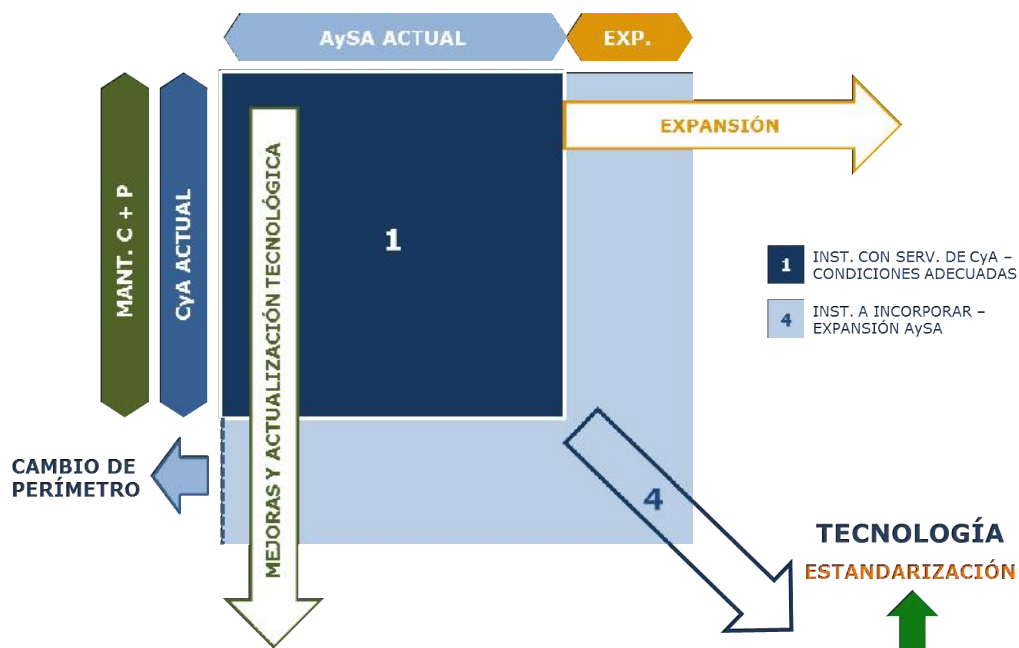 AySA ACTUAL
EXP.
EXPANSIÓN
MANT. C + P
CyA ACTUAL
MEJORAS Y ACTUALIZACIÓN TECNOLÓGICA
1
1
INST. CON SERV. DE CyA –
CONDICIONES ADECUADAS
4
INST. A INCORPORAR –
EXPANSIÓN AySA
CAMBIO DE
PERÍMETRO
4
TECNOLOGÍA
ESTANDARIZACIÓN